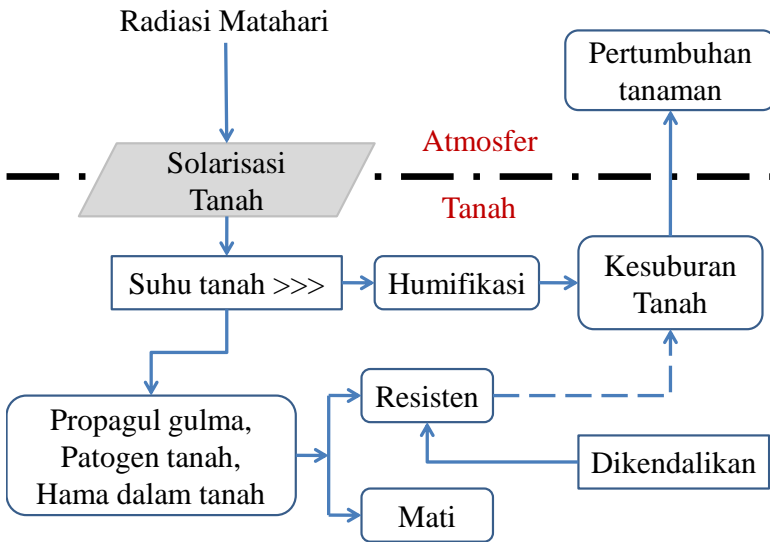 Radiasi Matahari
Pertumbuhan
tanaman
Atmosfer
Solarisasi
Tanah
Tanah
Suhu tanah >>>
Humifikasi
Kesuburan
Tanah
Propagul gulma,
Patogen tanah,
Hama dalam tanah
Resisten
Dikendalikan
Mati